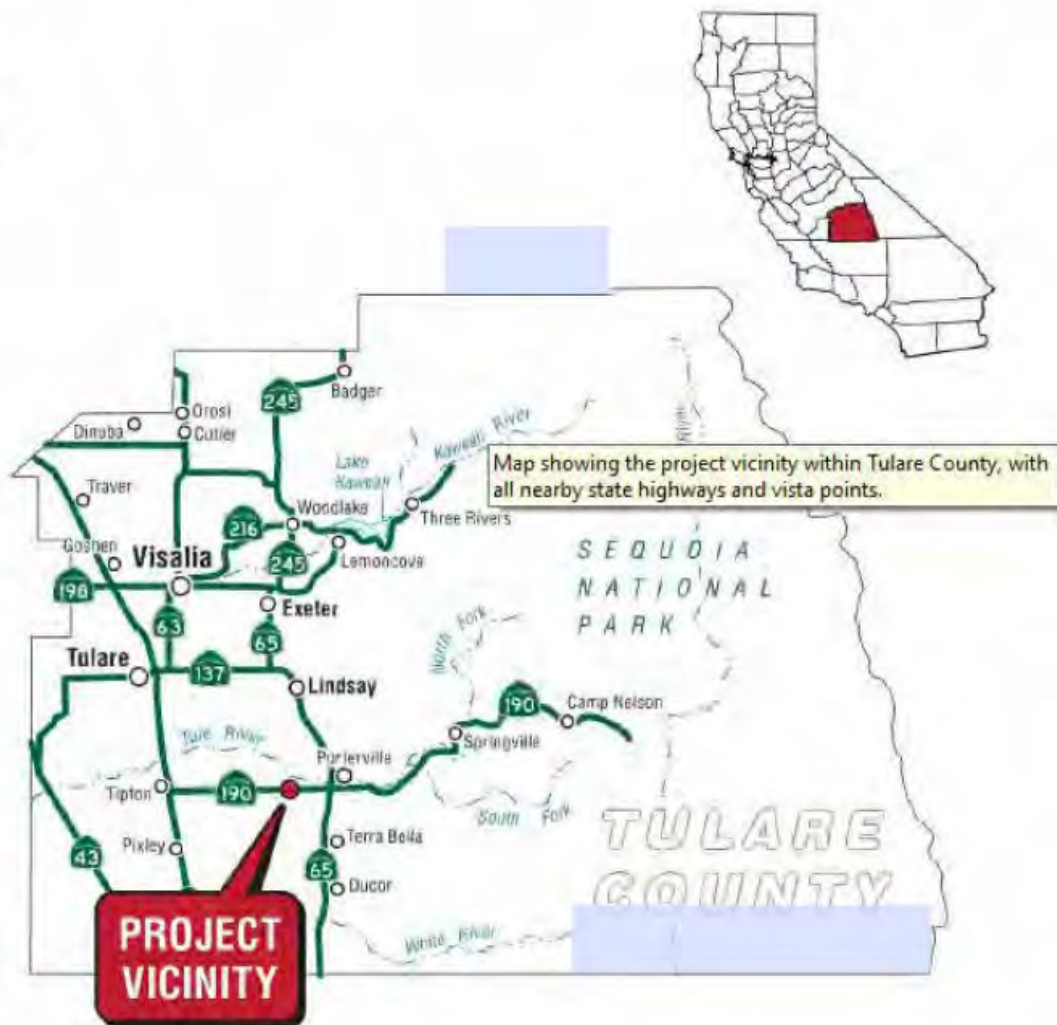 245
Badger
Orosi
Dinuba
Cutler
Kaweah River
Lake
Kaweah
River
Map showing the project vicinity within Tulare County, with
all nearby state highways and vista points.
Traver
Woodlake
Three Rivers
216
Goshen
Lemoncove
Visalia
245
198
Exeter
SEQUOIA
NATIONAL
PARK
63
65
North Fork
Tulare
137
Lindsay
190
Camp Nelson
Springville
Tule River
Porterville
Tipton
190
South Fork
Pixley
43
Terra Bella
65
Ducor
TULARE
COUNTY
White River
PROJECT
VICINITY